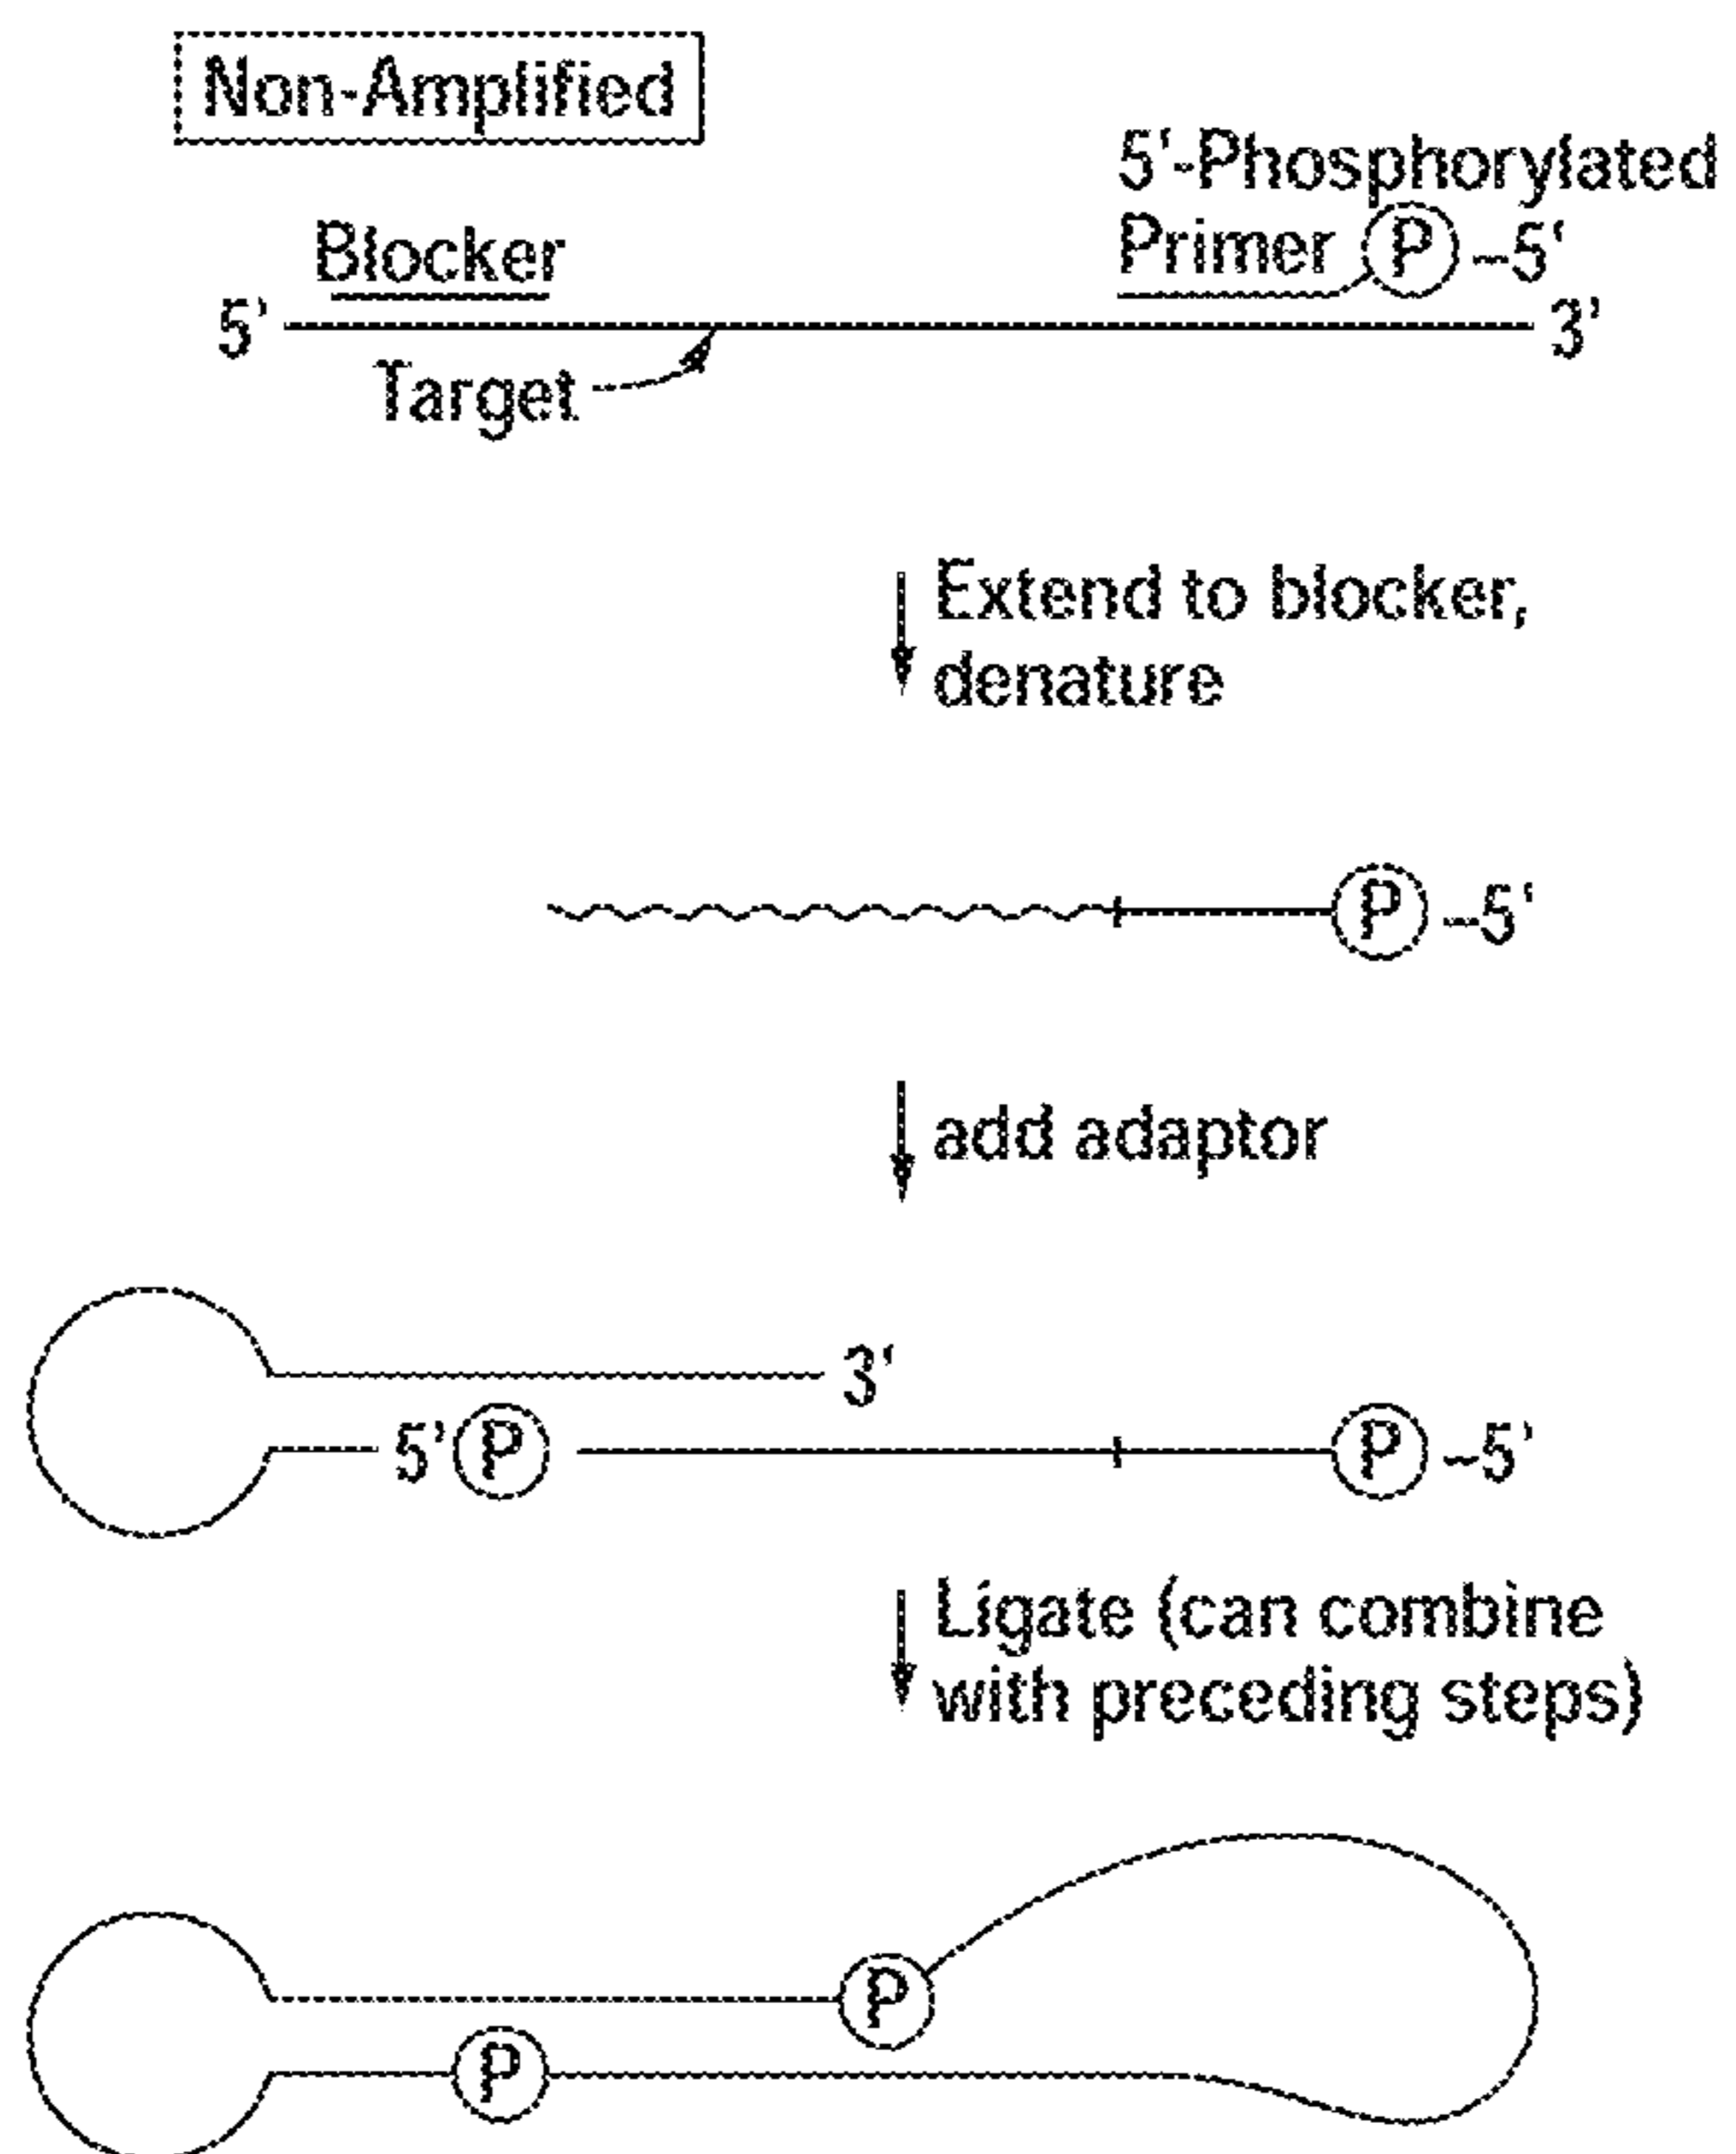 Non-Amplified
5'-Phosphorylated
Blocker
Primer P -5'
5'
3'
Target
Extend to blocker,
denature
P -5'
add adaptor
3'
5' P
P -5'
Ligate (can combine
with preceding steps)
P
P